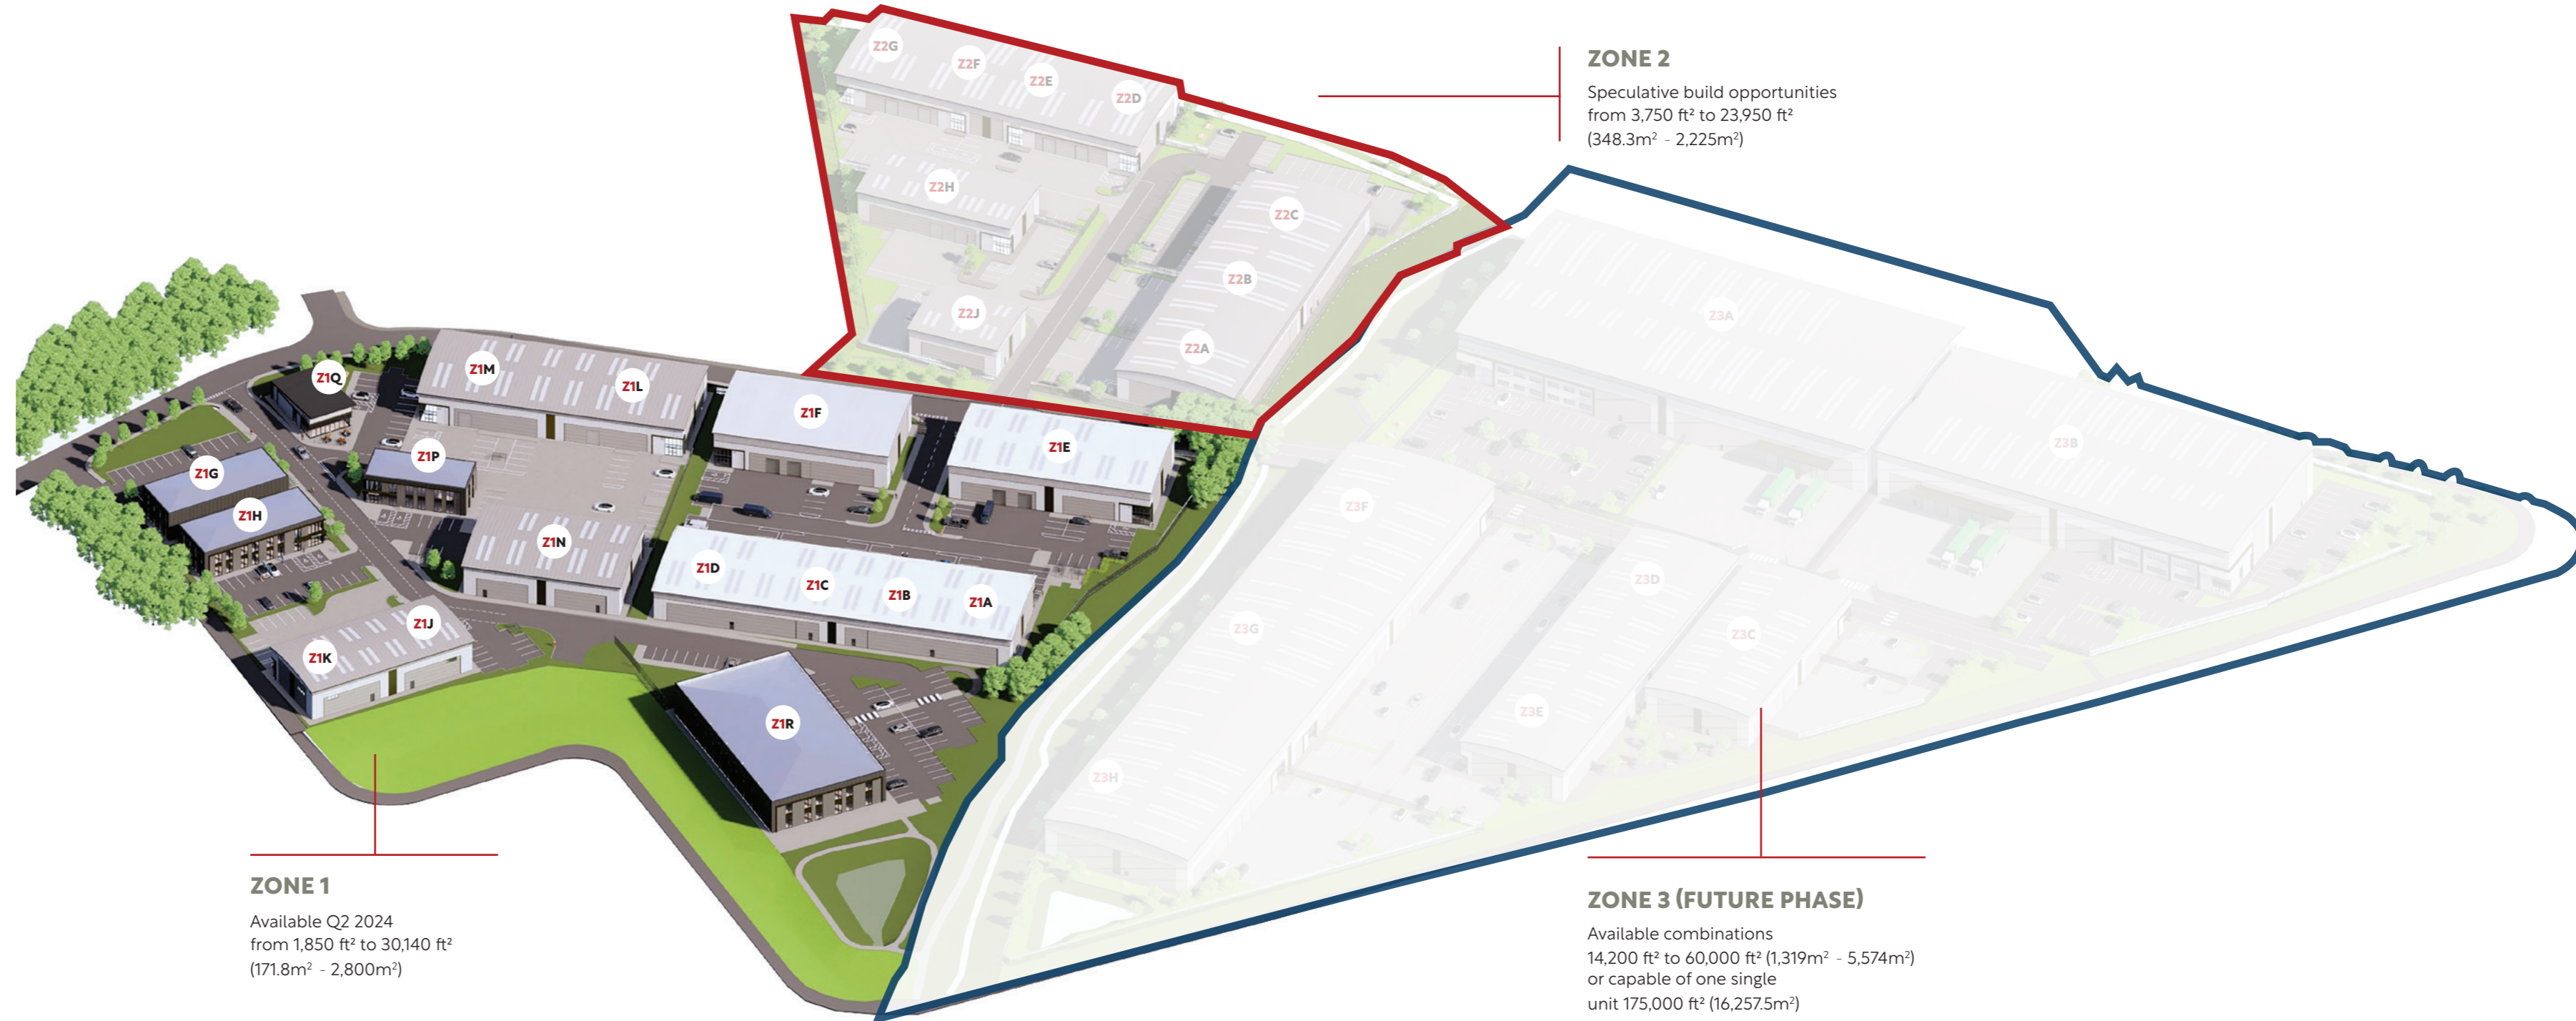 Z2G
Z2F
Z2E
Z2D
Z2H
Z2C
Z2B
Z2J
Z2A
ZONE 2
Speculative build opportunities
from 3,750 ft² to 23,950 ft²
(348.3m² - 2,225m²)
Z1Q
Z1M
Z1L
Z1F
Z1E
Z1P
Z1G
Z1H
Z1N
Z1D
Z1C
Z1B
Z1A
Z1J
Z1K
Z1R
Z3A
Z3B
Z3F
Z3D
Z3G
Z3C
Z3E
Z3H
ZONE 1
Available Q2 2024
from 1,850 ft² to 30,140 ft²
(171.8m² - 2,800m²)
ZONE 3 (FUTURE PHASE)
Available combinations
14,200 ft² to 60,000 ft² (1,319m² - 5,574m²)
or capable of one single
unit 175,000 ft² (16,257.5m²)